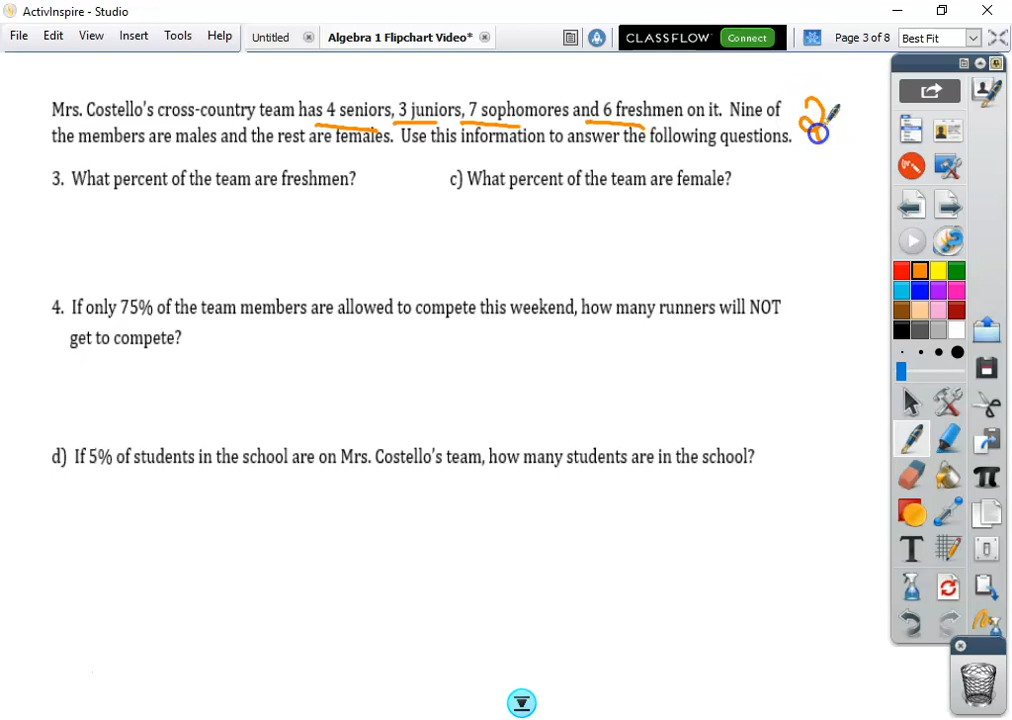 ActivInspire - Studio
File Edit View Insert Tools Help
Untitled Algebra 1 Flipchart Video*
CLASSFLOW Connect
Page 3 of 8 Best Fit
Mrs. Costello's cross-country team has 4 seniors, 3 juniors, 7 sophomores and 6 freshmen on it. Nine of
the members are males and the rest are females. Use this information to answer the following questions.
2
3. What percent of the team are freshmen?
c) What percent of the team are female?
4. If only 75% of the team members are allowed to compete this weekend, how many runners will NOT
get to compete?
d) If 5% of students in the school are on Mrs. Costello's team, how many students are in the school?
T
π